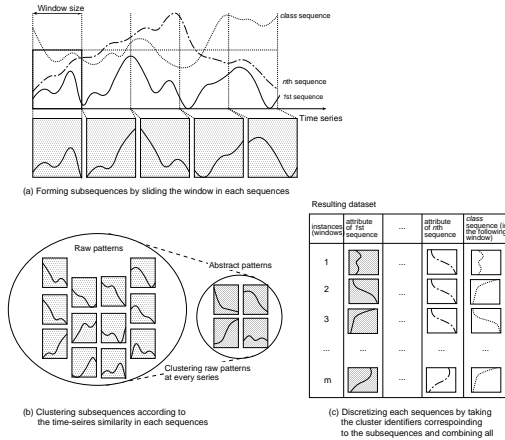 Window size
class sequence
nth sequence
1st sequence
Time series
(a) Forming subsequences by sliding the window in each sequences
Raw patterns
Abstract patterns
Clustering raw patterns
at every series
(b) Clustering subsequences according to
the time-seires similarity in each sequences
Resulting dataset
instances
(windows)
attribute
of 1st
sequence
...
attribute
of nth
sequence
class
sequence (in
the following
window)
1
...
2
...
3
...
...
...
...
...
m
...
(c) Discretizing each sequences by taking
the cluster identifiers correspoinding
to the subsequences and combining all